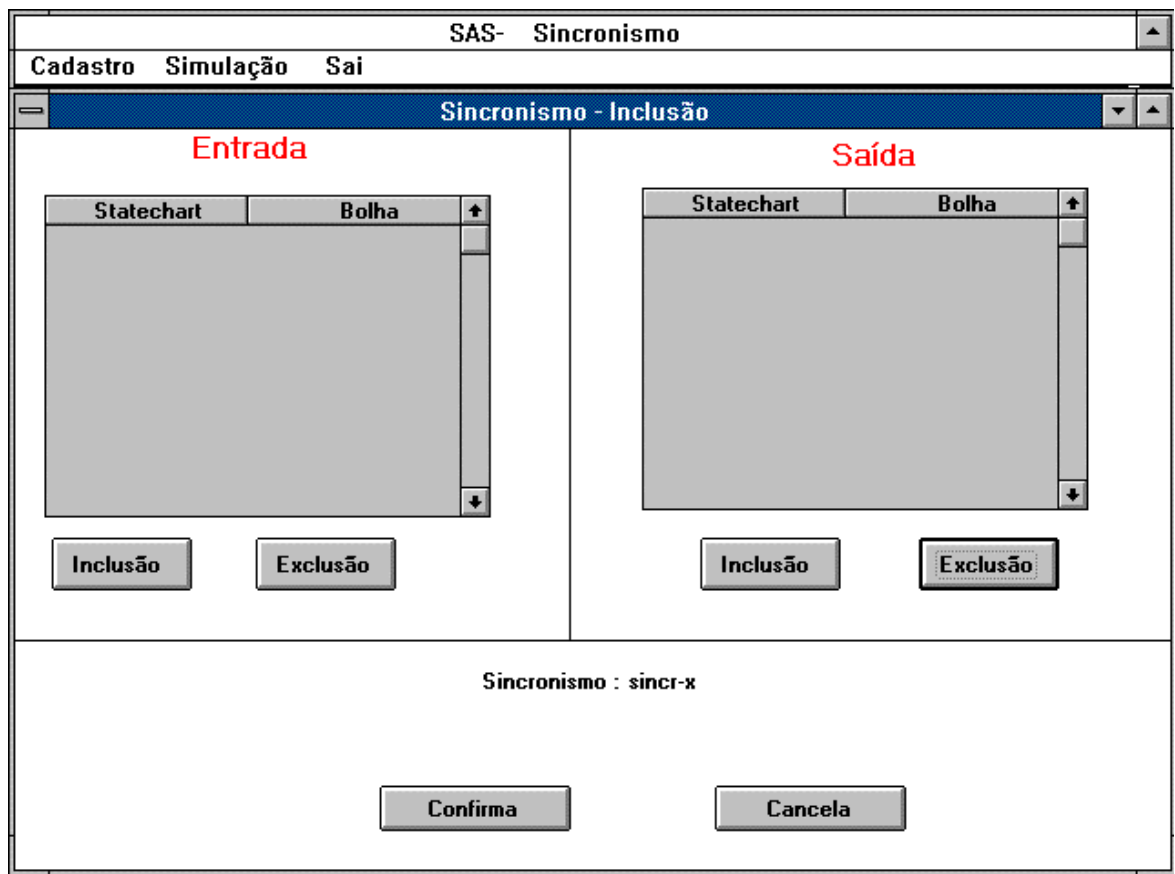 SAS- Sincronismo
Cadastro Simulação Sai
Sincronismo - Inclusão
Entrada
Statechart Bolha
Inclusão Exclusão
Saída
Statechart Bolha
Inclusão Exclusão
Sincronismo : sincr-x
Confirma Cancela